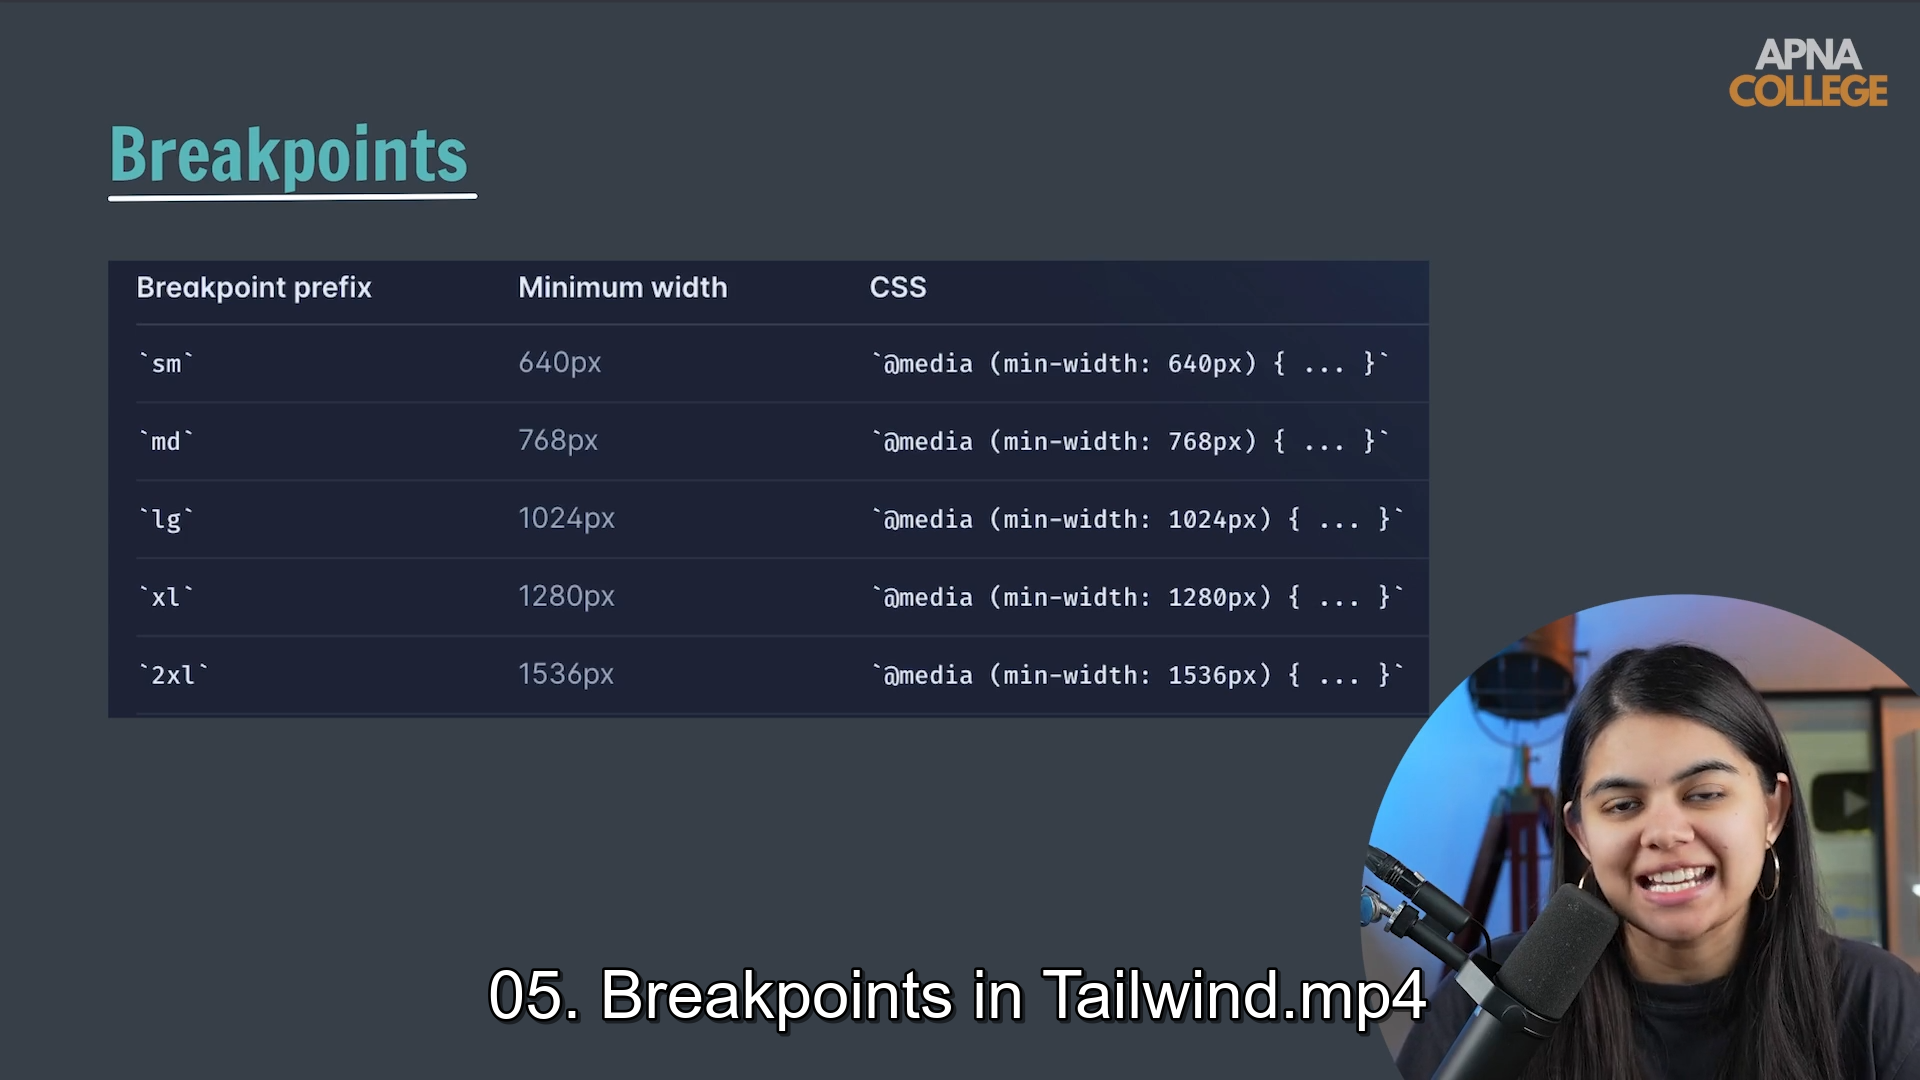 APNA
COLLEGE
Breakpoints
Breakpoint prefix Minimum width CSS
`sm` 640px `@media (min-width: 640px) { ... }`
`md` 768px `@media (min-width: 768px) { ... }`
`lg` 1024px `@media (min-width: 1024px) { ... }`
`xl` 1280px `@media (min-width: 1280px) { ... }`
`2xl` 1536px `@media (min-width: 1536px) { ... }`
05. Breakpoints in Tailwind.mp4